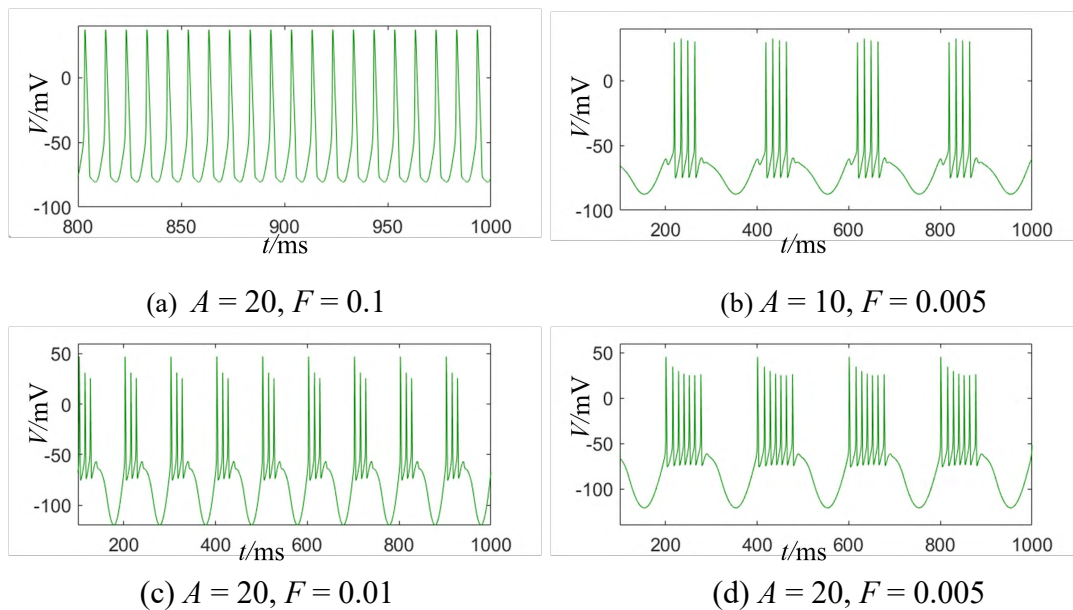 V/mV
0
-50
-100
800 850 900 950 1000
t/ms
(a) A = 20, F = 0.1
V/mV
0
-50
-100
200 400 600 800 1000
t/ms
(b) A = 10, F = 0.005
V/mV
50
0
-50
-100
200 400 600 800 1000
t/ms
(c) A = 20, F = 0.01
V/mV
50
0
-50
-100
200 400 600 800 1000
t/ms
(d) A = 20, F = 0.005